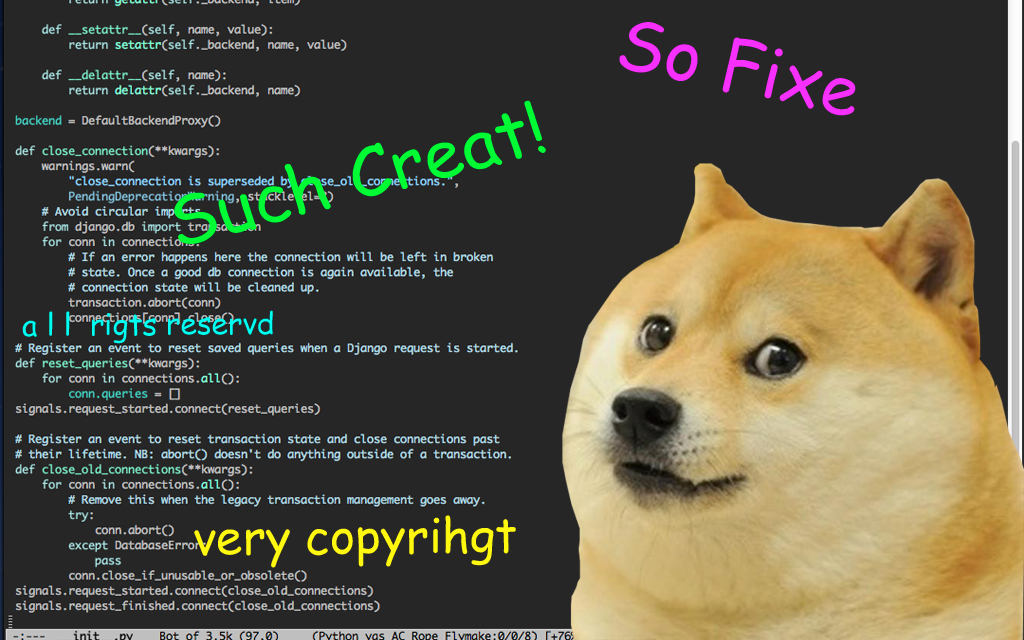 return getattr(self._backend, item)
def __setattr__(self, name, value):
return setattr(self._backend, name, value)
def __delattr__(self, name):
return delattr(self._backend, name)
So Fixe
backend = DefaultBackendProxy()
Such Great!
def close_connection(**kwargs):
warnings.warn(
"close_connection is superseded by close_old_connections.",
PendingDeprecationWarning, stacklevel=2)
# Avoid circular imports
from django.db import transaction
for conn in connections:
# If an error happens here the connection will be left in broken
# state. Once a good db connection is again available, the
# connection state will be cleaned up.
transaction.abort(conn)
connections[conn].close()
all rigts reservd
# Register an event to reset saved queries when a Django request is started.
def reset_queries(**kwargs):
for conn in connections.all():
conn.queries = []
signals.request_started.connect(reset_queries)
# Register an event to reset transaction state and close connections past
# their lifetime. NB: abort() doesn't do anything outside of a transaction.
def close_old_connections(**kwargs):
for conn in connections.all():
# Remove this when the legacy transaction management goes away.
try:
conn.abort()
except DatabaseError:
very copyrihgt
pass
conn.close_if_unusable_or_obsolete()
signals.request_started.connect(close_old_connections)
signals.request_finished.connect(close_old_connections)
-:--- __init__.py Bot of 3.5k (97,0) (Python yas AC Rope Flymake:0/0/8) [+76